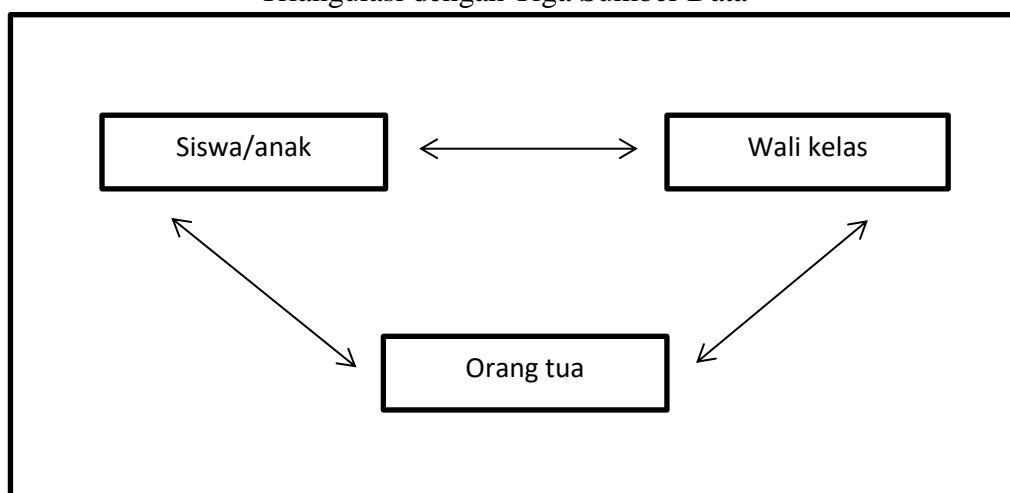 Triangulasi dengan Tiga Sumber Data
Siswa/anak
Wali kelas
Orang tua